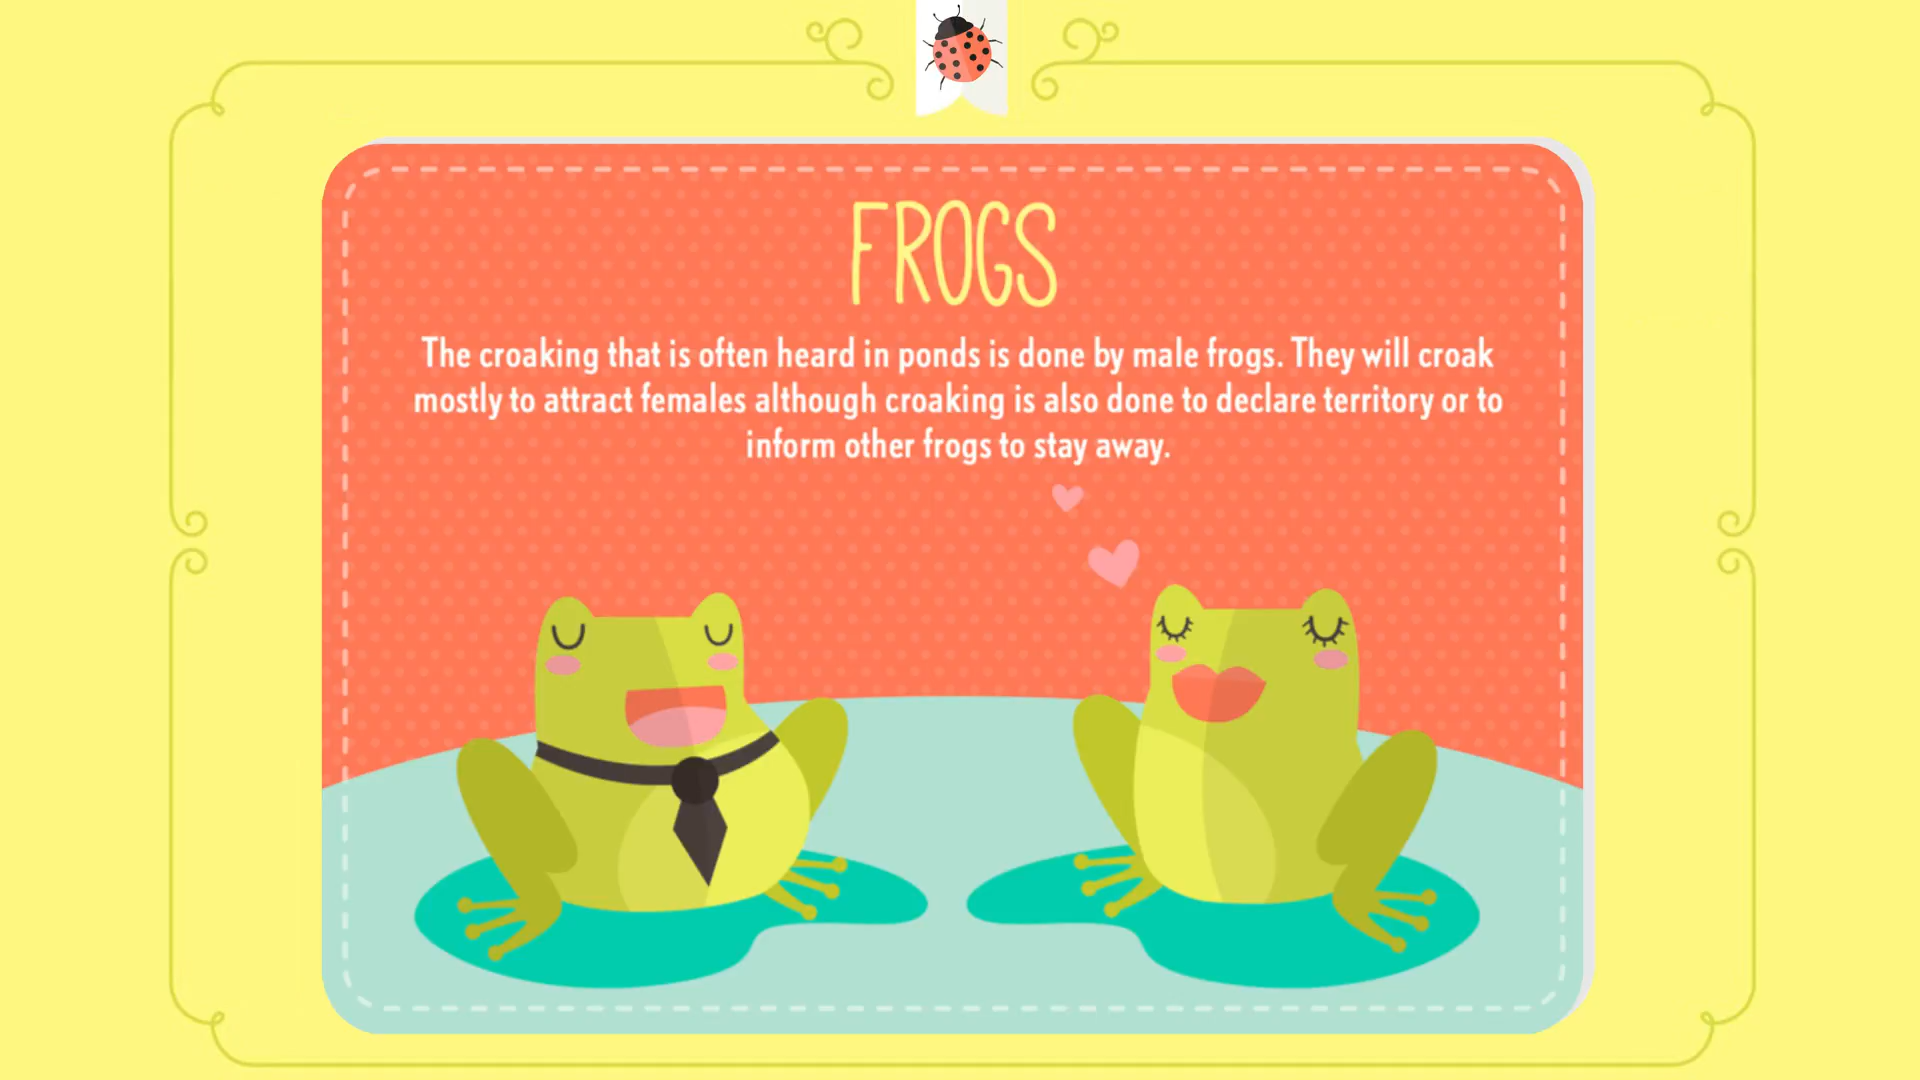 FROGS
The croaking that is often heard in ponds is done by male frogs. They will croak
mostly to attract females although croaking is also done to declare territory or to
inform other frogs to stay away.